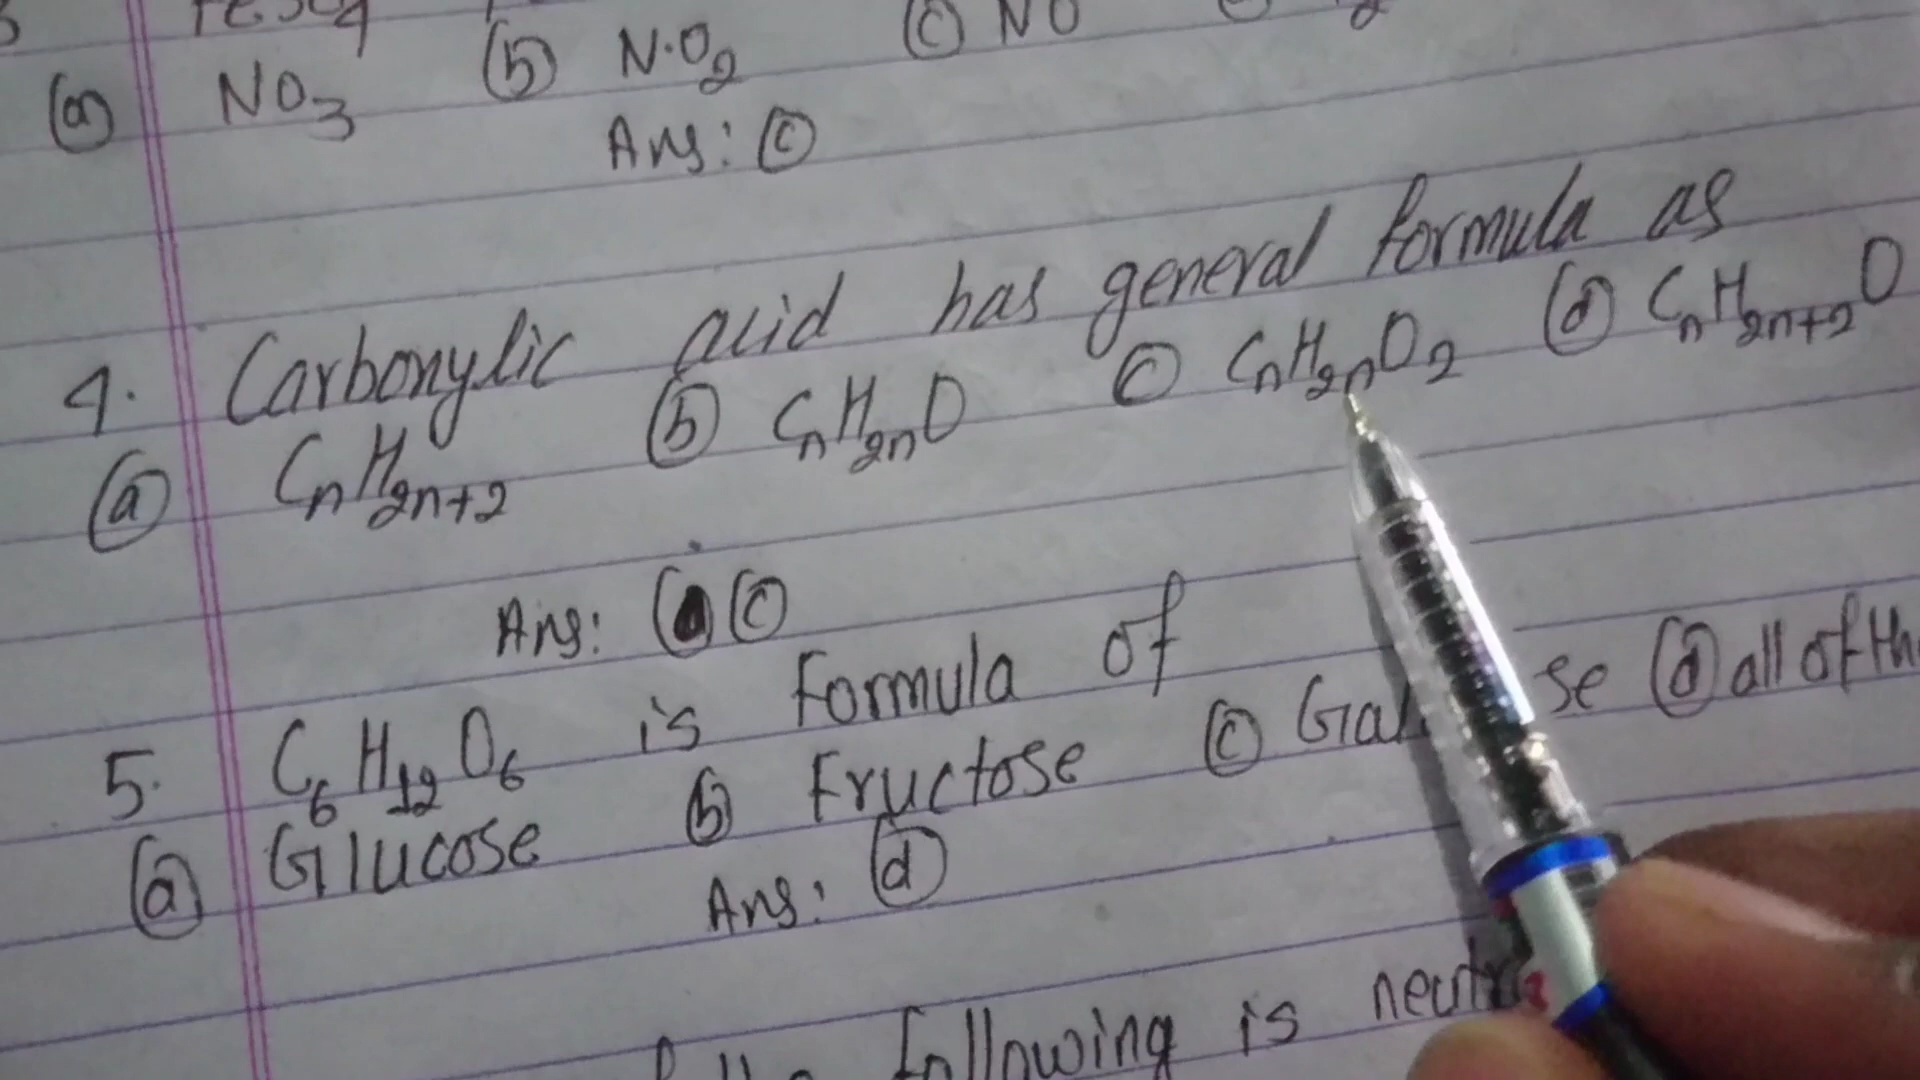 (a) NO3 (b) N.O2 (c) NO
Ans: (c)
4. Carbonylic acid has general formula as
(a) CnH2n+2 (b) CnH2nO (c) CnH2nO2 (d) CnH2n+2O
Ans: (c)
5. C6H12O6 is Formula of
(a) Glucose (b) Fructose (c) (d) all of
Ans: (d)
following is